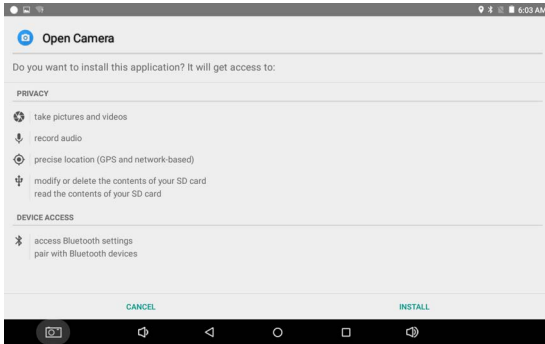 6:03 AM
Open Camera
Do you want to install this application? It will get access to:
PRIVACY
take pictures and videos
record audio
precise location (GPS and network-based)
modify or delete the contents of your SD card
read the contents of your SD card
DEVICE ACCESS
access Bluetooth settings
pair with Bluetooth devices
CANCEL INSTALL